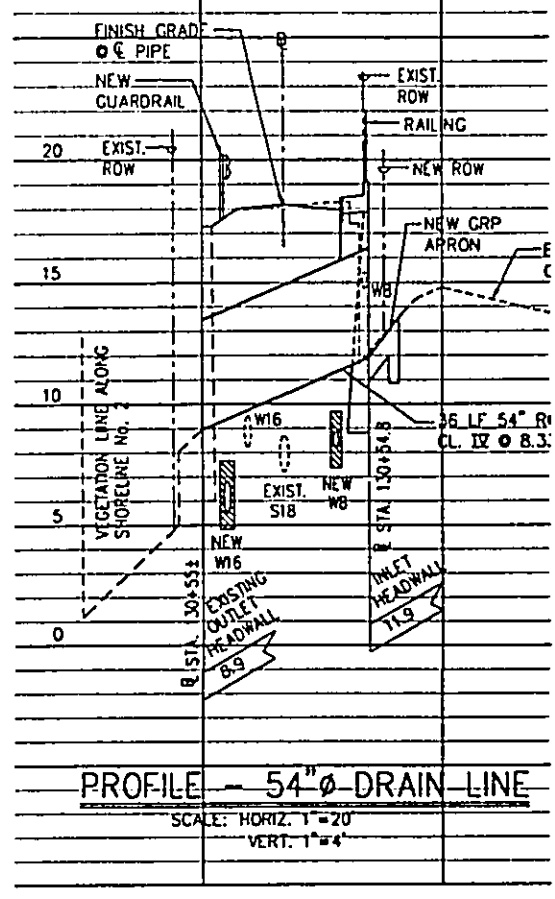 FINISH GRADE
@ ℄ PIPE
NEW
GUARDRAIL
EXIST.
ROW
RAILING
20
EXIST.
ROW
NEW ROW
NEW GRP
APRON
15
W8
10
VEGETATION LINE ALONG
SHORELINE No. 2
W16
36 LF 54"
CL. IV @
EXIST.
S18
NEW
W8
5
NEW
W16
℄ STA. 130+55±
EXISTING
OUTLET
HEADWALL
8.9
℄ STA. 130+54.8
INLET
HEADWALL
11.9
0
PROFILE - 54"ø DRAIN LINE
SCALE: HORIZ. 1"=20'
VERT. 1"=4'